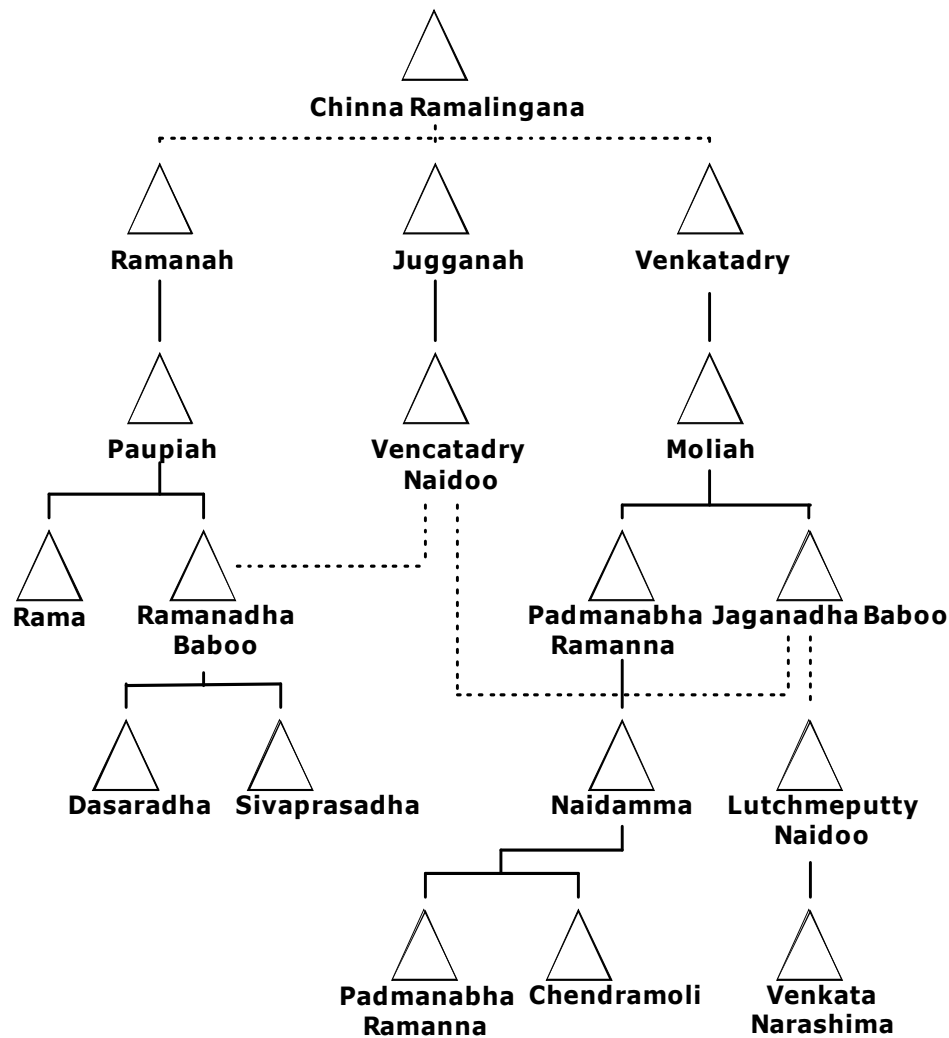 Chinna Ramalingana
Ramanah
Jugganah
Venkatadry
Paupiah
Vencatadry
Naidoo
Moliah
Rama
Ramanadha
Baboo
Padmanabha
Ramanna
Jaganadha Baboo
Dasaradha
Sivaprasadha
Naidamma
Lutchmeputty
Naidoo
Padmanabha
Ramanna
Chendramoli
Venkata
Narashima